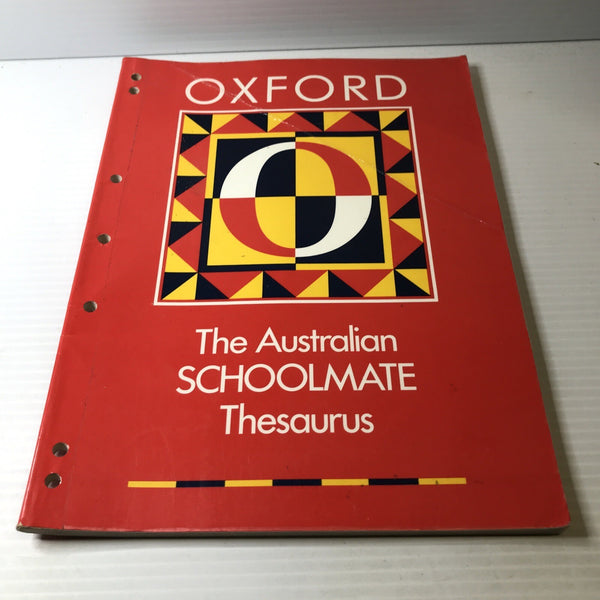 OXFORD
O
The Australian
SCHOOLMATE
Thesaurus